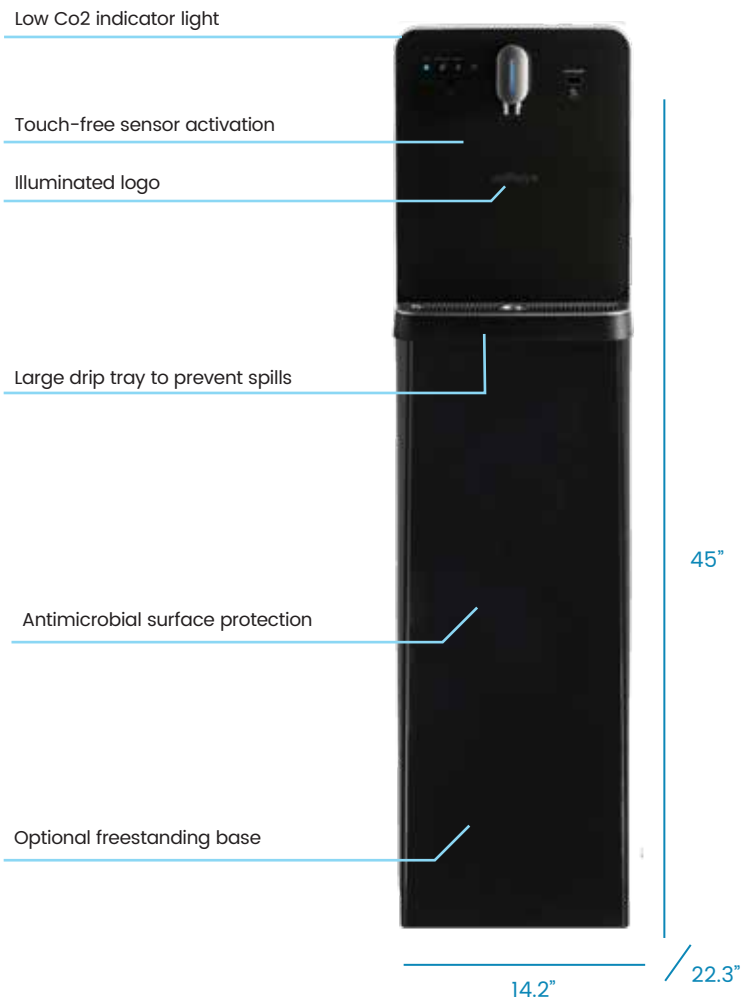 Low Co2 indicator light
Touch-free sensor activation
Illuminated logo
Large drip tray to prevent spills
45”
Antimicrobial surface protection
Optional freestanding base
14.2”
22.3”